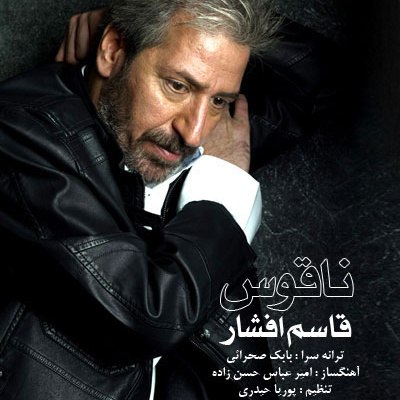 ناقوس
قاسم افشار
ترانه سرا : بابک صحرائی
آهنگساز : امیر عباس حسن زاده
تنظیم : پوریا حیدری